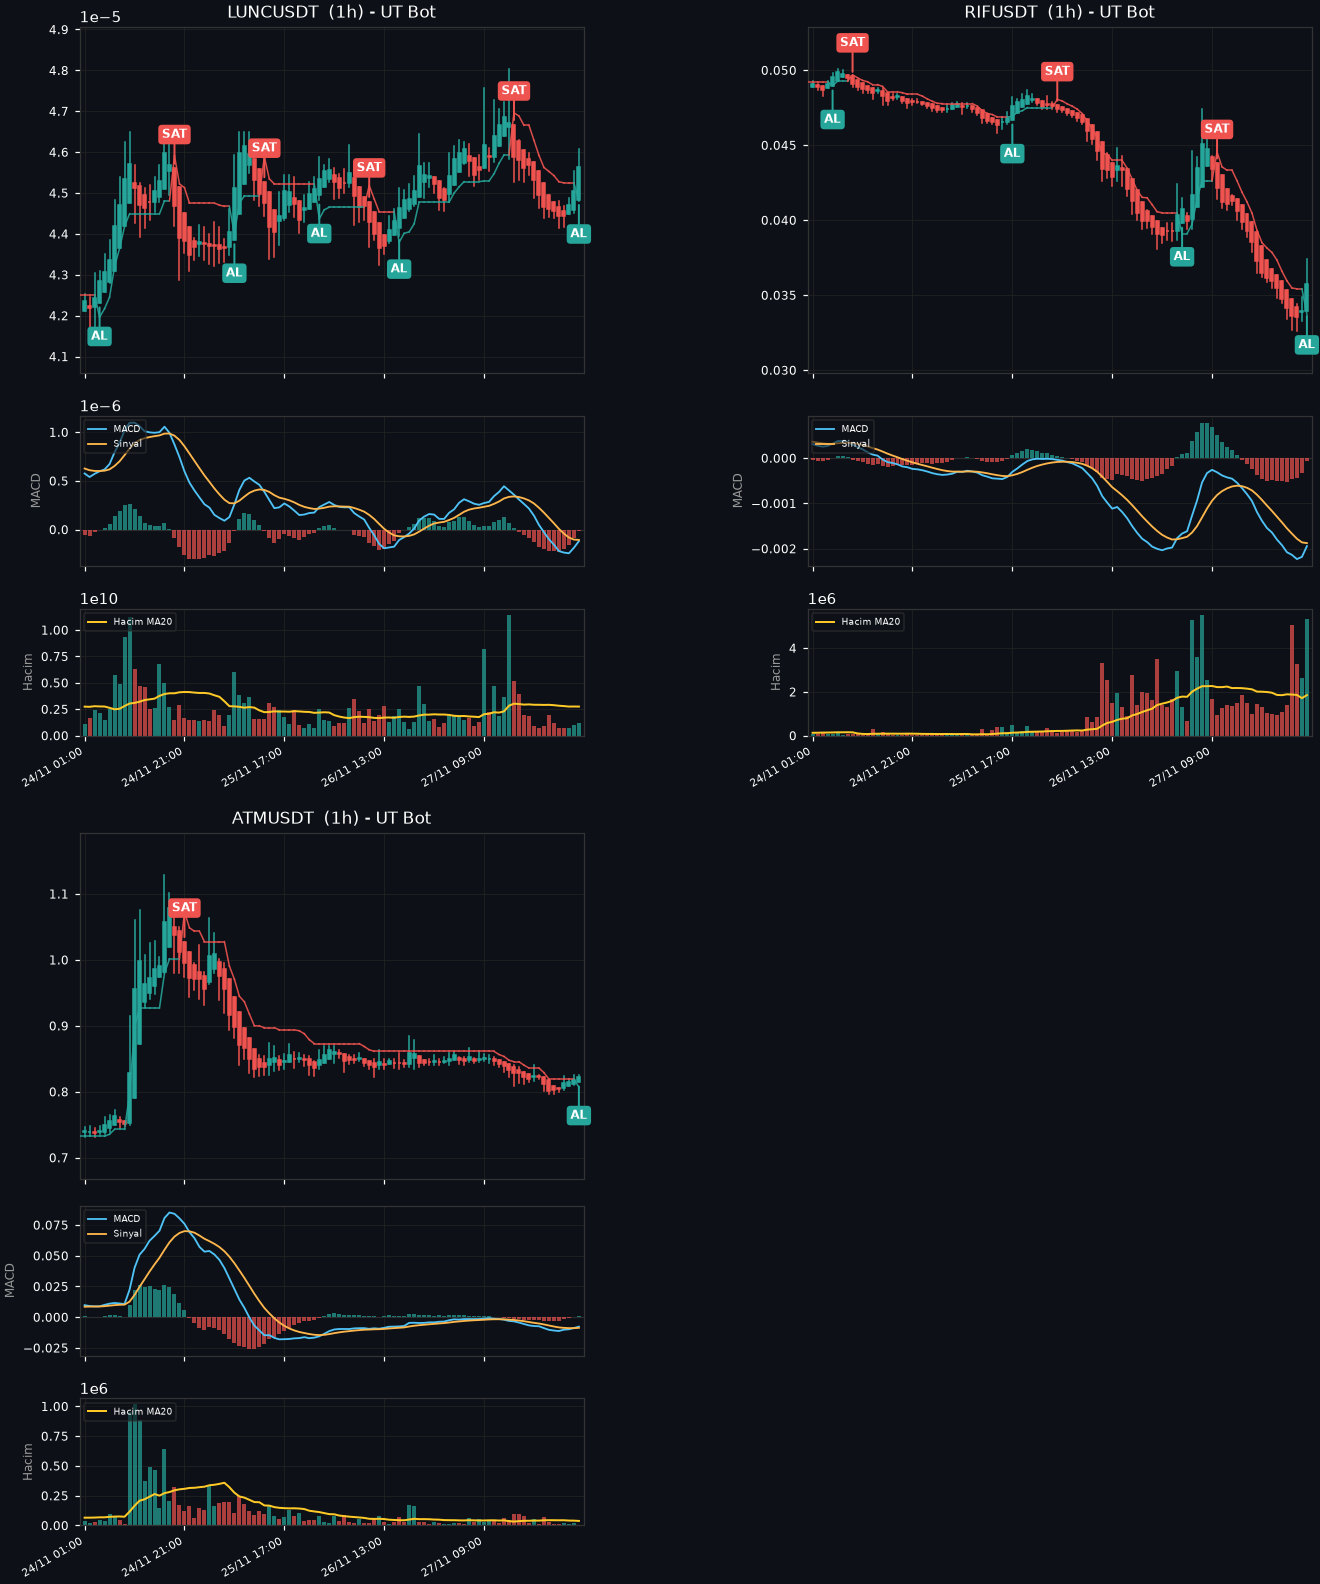 LUNCUSDT  (1h) - UT Bot
1e−5
4.9
4.8
4.7
4.6
4.5
4.4
4.3
4.2
4.1
SAT
SAT
SAT
SAT
AL
AL
AL
AL
AL
1e−6
MACD
1.0
0.5
0.0
MACD
Sinyal
1e10
Hacim
1.00
0.75
0.50
0.25
0.00
Hacim MA20
24/11 01:00
24/11 21:00
25/11 17:00
26/11 13:00
27/11 09:00
RIFUSDT  (1h) - UT Bot
0.050
0.045
0.040
0.035
0.030
SAT
SAT
SAT
AL
AL
AL
AL
MACD
0.000
−0.001
−0.002
MACD
Sinyal
1e6
Hacim
4
2
0
Hacim MA20
24/11 01:00
24/11 21:00
25/11 17:00
26/11 13:00
27/11 09:00
ATMUSDT  (1h) - UT Bot
1.1
1.0
0.9
0.8
0.7
SAT
AL
MACD
0.075
0.050
0.025
0.000
−0.025
MACD
Sinyal
1e6
Hacim
1.00
0.75
0.50
0.25
0.00
Hacim MA20
24/11 01:00
24/11 21:00
25/11 17:00
26/11 13:00
27/11 09:00